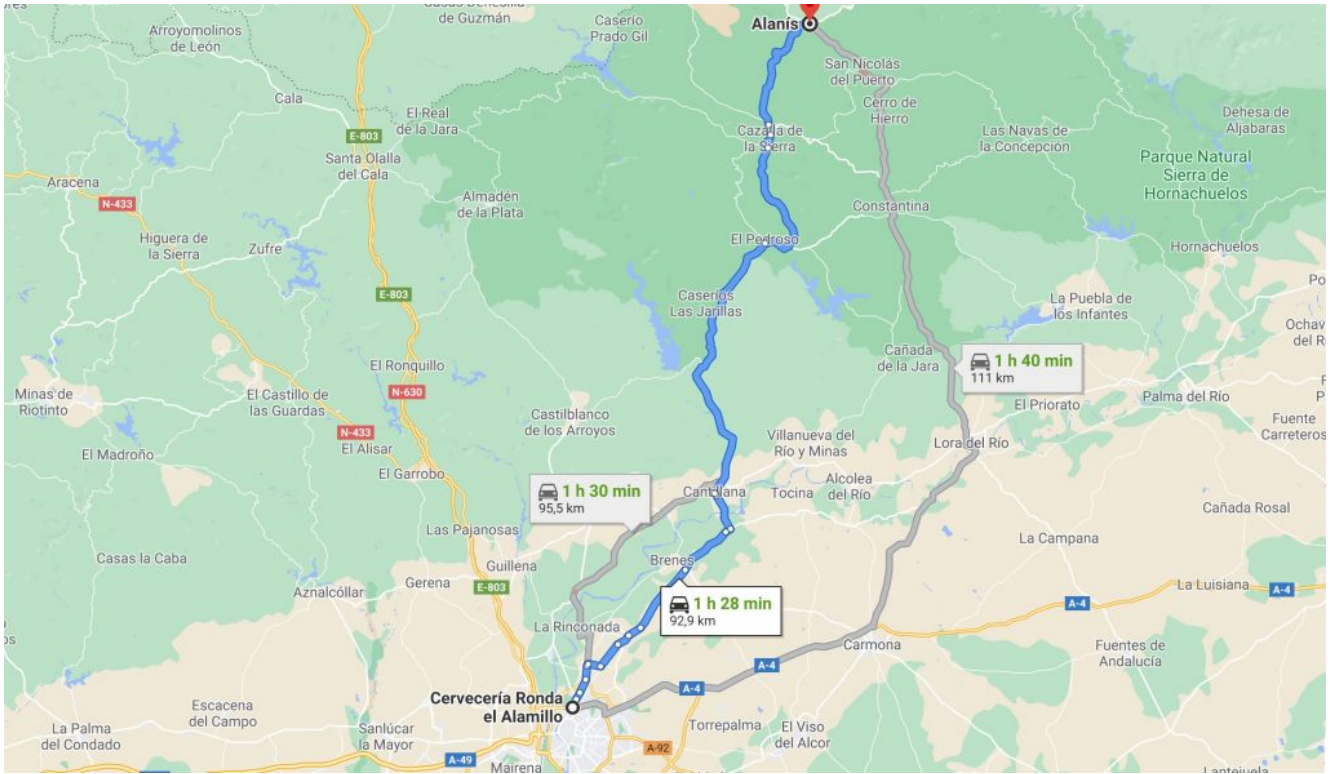 de Guzmán
Caserío
Prado Gil
Alanís
Arroyomolinos
de León
San Nicolás
del Puerto
Cala
El Real
de la Jara
Cerro de
Hierro
Dehesa de
Aljabaras
E-803
Cazalla de
la Sierra
Las Navas de
la Concepción
Santa Olalla
del Cala
Parque Natural
Sierra de
Hornachuelos
Aracena
N-433
Almadén
de la Plata
Constantina
Higuera de
la Sierra
Zufre
El Pedroso
Hornachuelos
E-803
Caseríos
Las Jarillas
La Puebla de
los Infantes
Po
Ochav
del R
El Ronquillo
Cañada
de la Jara
1 h 40 min
111 km
Minas de
Riotinto
El Castillo de
las Guardas
N-630
Castilblanco
de los Arroyos
El Priorato
Palma del Río
Fuente
Carreteros
N-433
El Alisar
Villanueva del
Río y Minas
Lora del Río
El Madroño
El Garrobo
1 h 30 min
95,5 km
Cantillana
Tocina
Alcolea
del Río
Cañada Rosal
Las Pajanosas
La Campana
Casas la Caba
Guillena
Brenes
Aznalcóllar
Gerena
E-803
La Luisiana
A-4
A-4
1 h 28 min
92,9 km
La Rinconada
Carmona
Fuentes de
Andalucía
A-4
A-4
Cervecería Ronda
el Alamillo
Escacena
del Campo
La Palma
del Condado
Sanlúcar
la Mayor
Torrepalma
El Viso
del Alcor
A-92
A-49
Mairena
Lantejuela